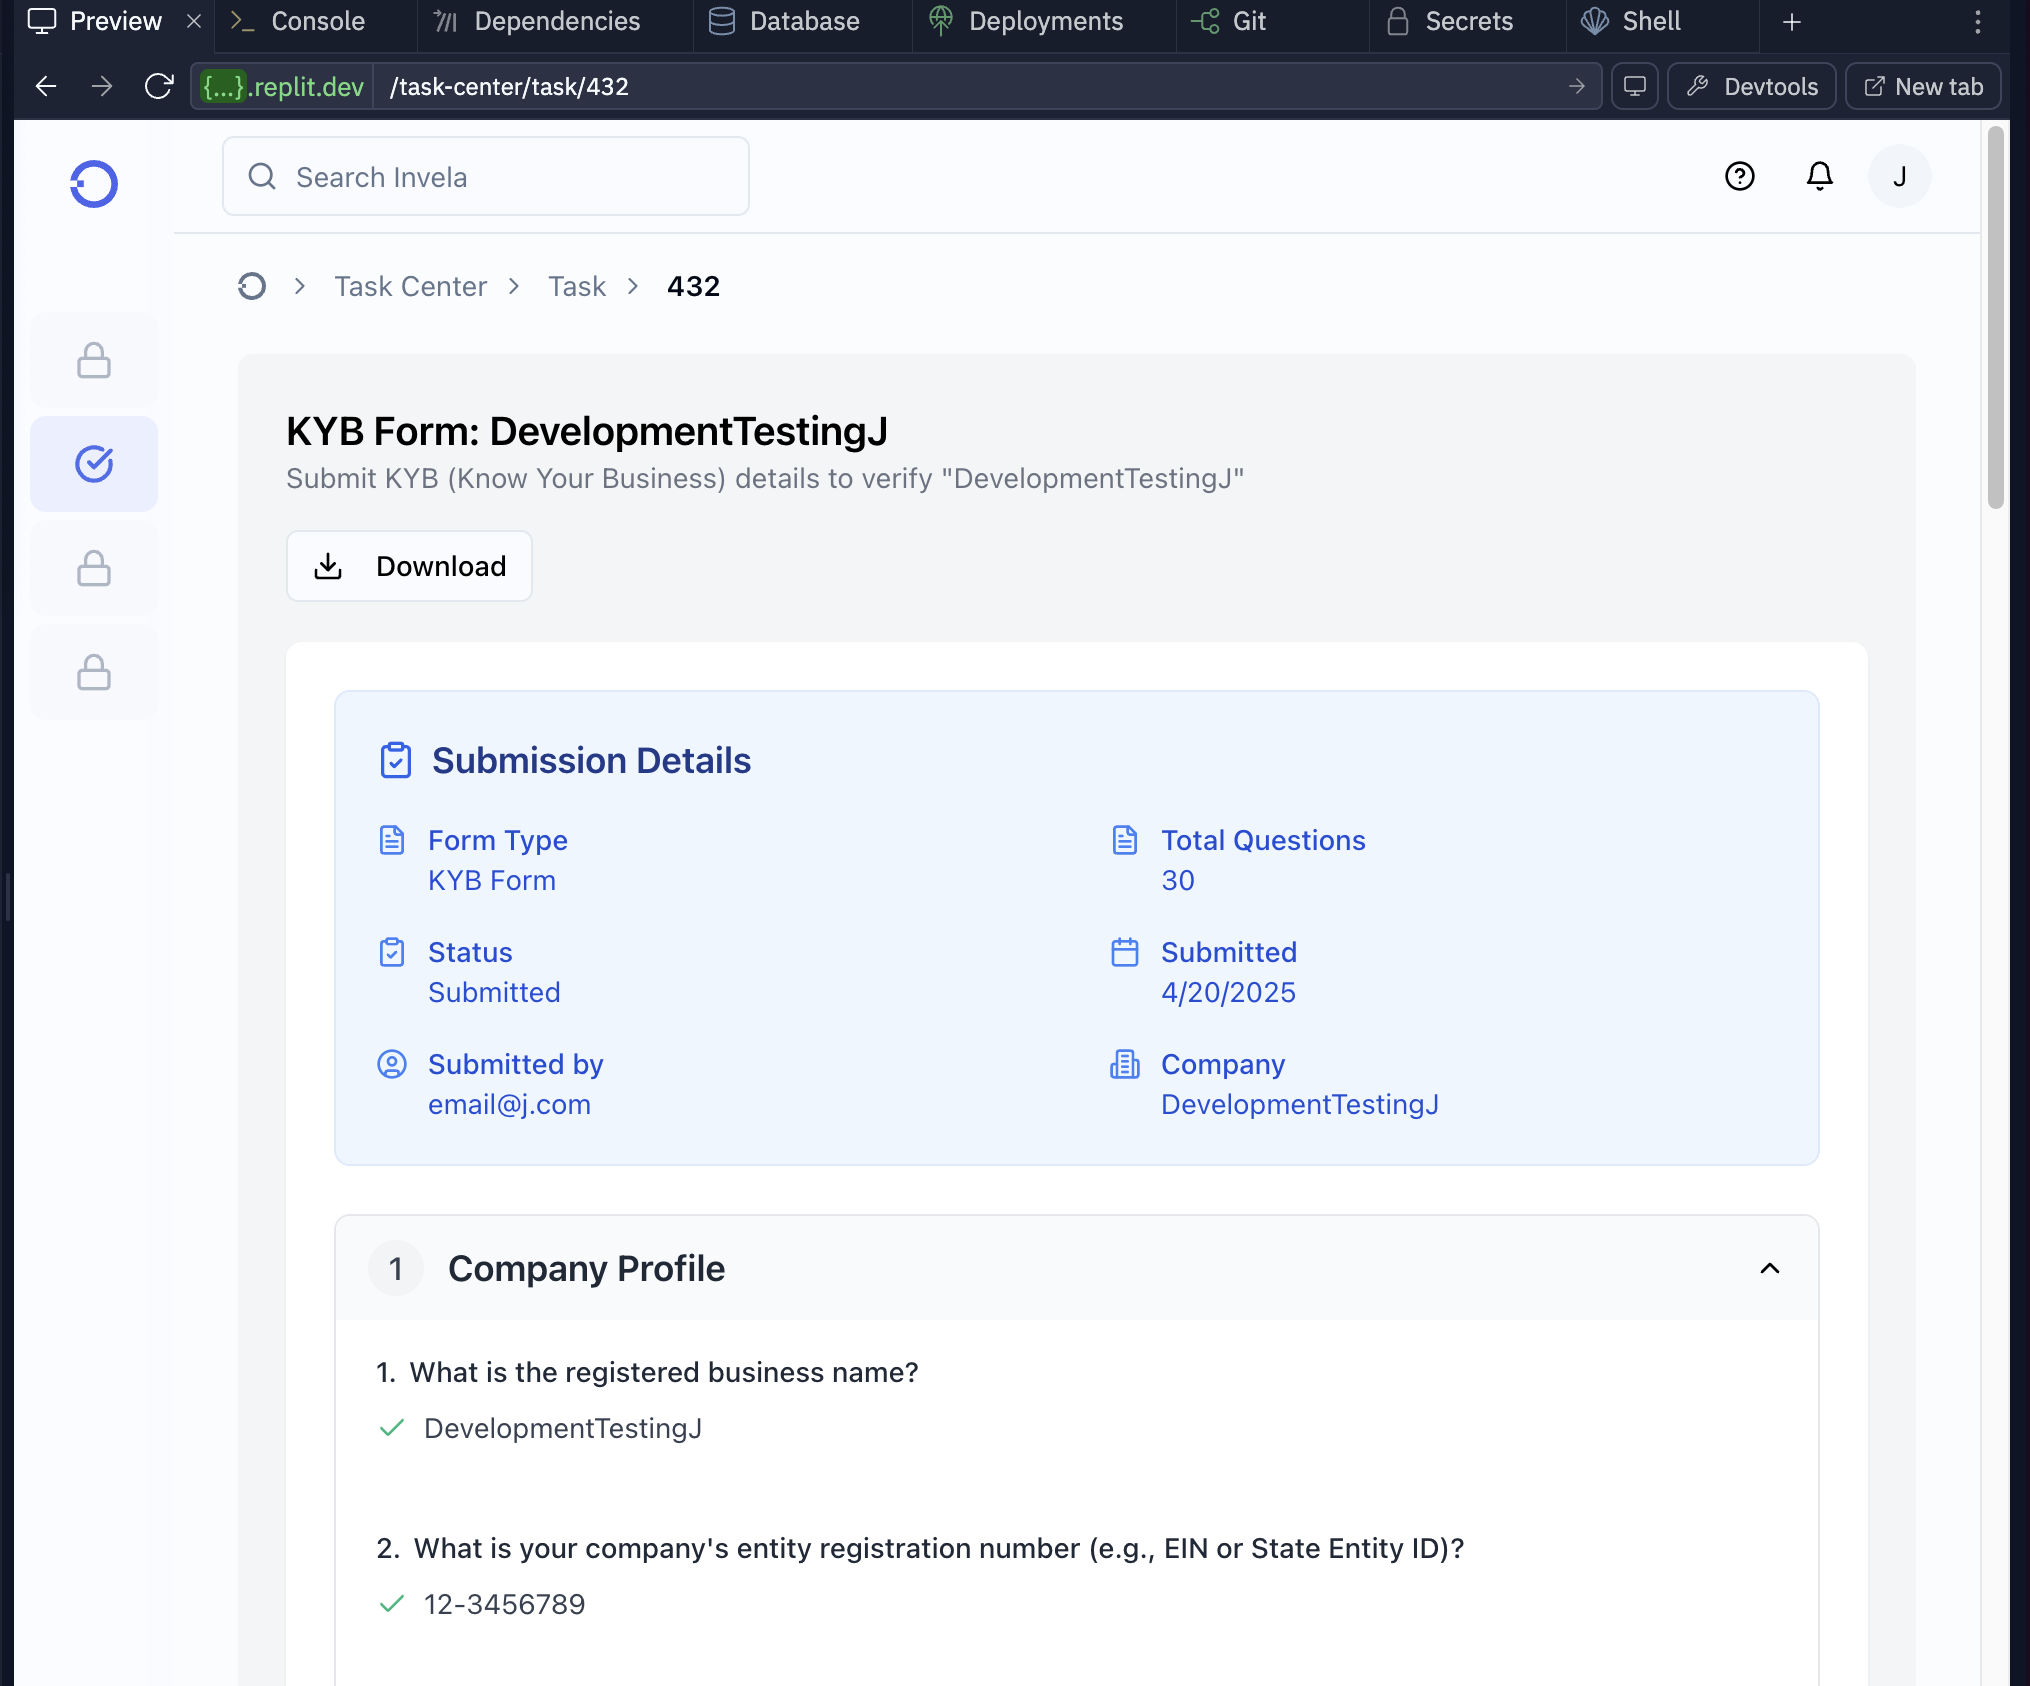 Preview
Console
Dependencies
Database
Deployments
Git
Secrets
Shell
{...}.replit.dev
/task-center/task/432
Devtools
New tab
Search Invela
J
Task Center
Task
432
KYB Form: DevelopmentTestingJ
Submit KYB (Know Your Business) details to verify "DevelopmentTestingJ"
Download
Submission Details
Form Type
KYB Form
Total Questions
30
Status
Submitted
Submitted
4/20/2025
Submitted by
email@j.com
Company
DevelopmentTestingJ
1 Company Profile
1. What is the registered business name?
DevelopmentTestingJ
2. What is your company's entity registration number (e.g., EIN or State Entity ID)?
12-3456789